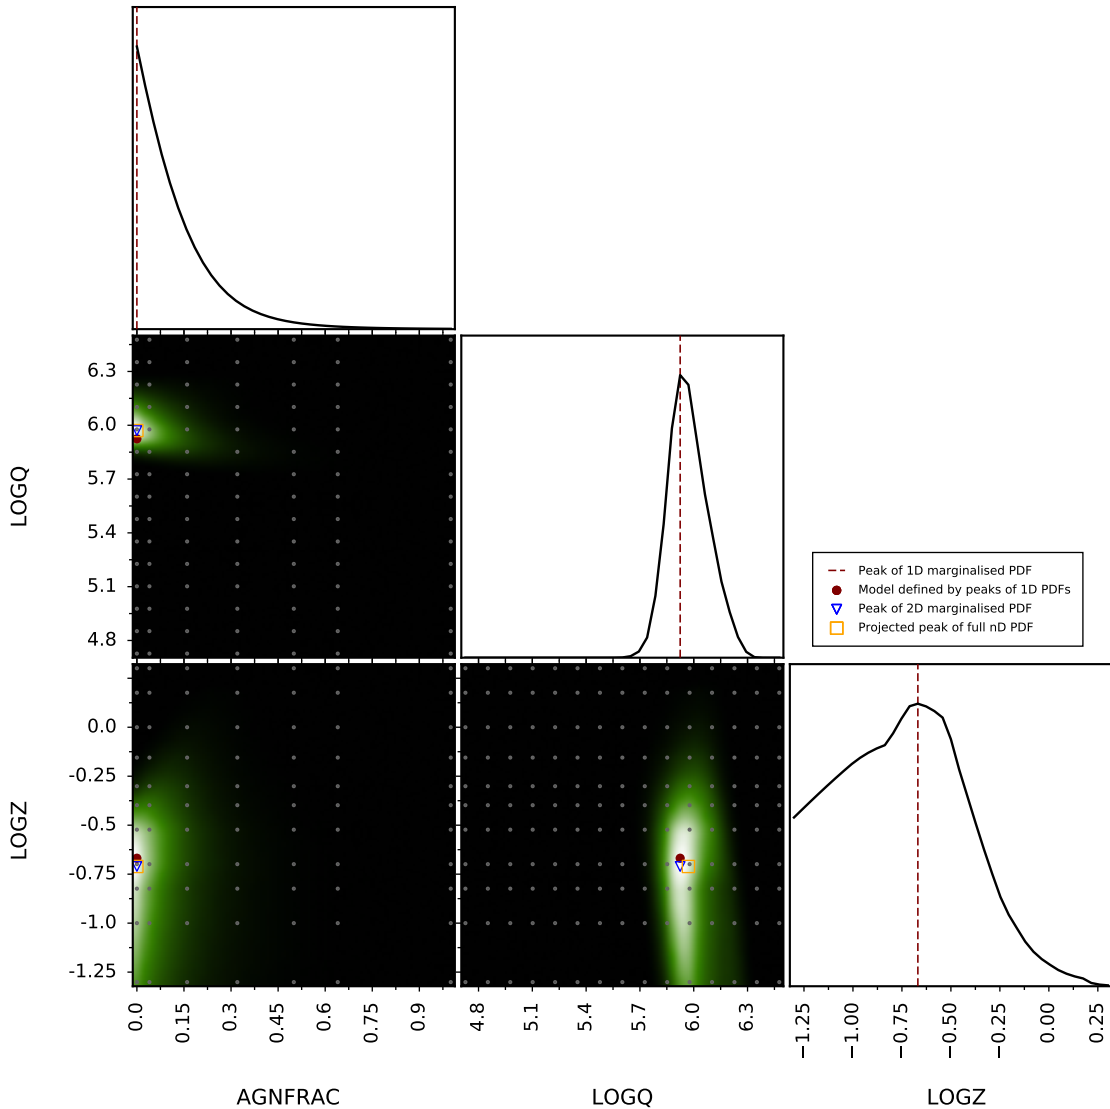 6.3
6.0
5.7
5.4
5.1
4.8
LOGQ
Peak of 1D marginalised PDF
Model defined by peaks of 1D PDFs
Peak of 2D marginalised PDF
Projected peak of full nD PDF
0.0
-0.25
-0.5
-0.75
-1.0
-1.25
LOGZ
0.0 0.15 0.3 0.45 0.6 0.75 0.9
4.8 5.1 5.4 5.7 6.0 6.3
−1.25 −1.00 −0.75 −0.50 −0.25 0.00 0.25
AGNFRAC
LOGQ
LOGZ